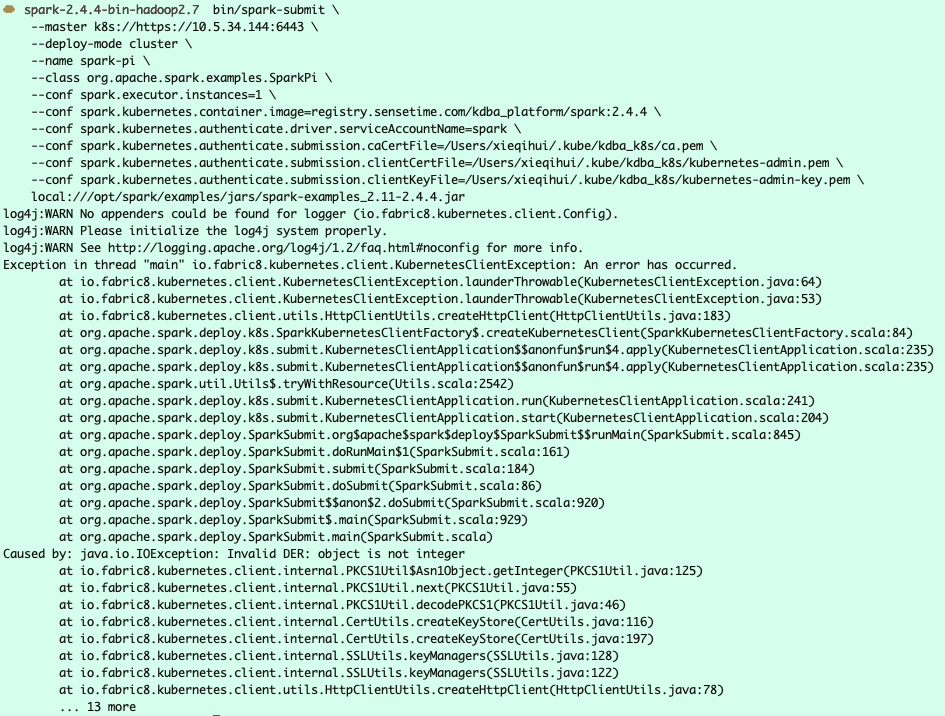 spark-2.4.4-bin-hadoop2.7 bin/spark-submit \
--master k8s://https://10.5.34.144:6443 \
--deploy-mode cluster \
--name spark-pi \
--class org.apache.spark.examples.SparkPi \
--conf spark.executor.instances=1 \
--conf spark.kubernetes.container.image=registry.sensetime.com/kdba_platform/spark:2.4.4 \
--conf spark.kubernetes.authenticate.driver.serviceAccountName=spark \
--conf spark.kubernetes.authenticate.submission.caCertFile=/Users/xieqihui/.kube/kdba_k8s/ca.pem \
--conf spark.kubernetes.authenticate.submission.clientCertFile=/Users/xieqihui/.kube/kdba_k8s/kubernetes-admin.pem \
--conf spark.kubernetes.authenticate.submission.clientKeyFile=/Users/xieqihui/.kube/kdba_k8s/kubernetes-admin-key.pem \
local:///opt/spark/examples/jars/spark-examples_2.11-2.4.4.jar
log4j:WARN No appenders could be found for logger (io.fabric8.kubernetes.client.Config).
log4j:WARN Please initialize the log4j system properly.
log4j:WARN See http://logging.apache.org/log4j/1.2/faq.html#noconfig for more info.
Exception in thread "main" io.fabric8.kubernetes.client.KubernetesClientException: An error has occurred.
at io.fabric8.kubernetes.client.KubernetesClientException.launderThrowable(KubernetesClientException.java:64)
at io.fabric8.kubernetes.client.KubernetesClientException.launderThrowable(KubernetesClientException.java:53)
at io.fabric8.kubernetes.client.utils.HttpClientUtils.createHttpClient(HttpClientUtils.java:183)
at org.apache.spark.deploy.k8s.SparkKubernetesClientFactory$.createKubernetesClient(SparkKubernetesClientFactory.scala:84)
at org.apache.spark.deploy.k8s.submit.KubernetesClientApplication$$anonfun$run$4.apply(KubernetesClientApplication.scala:235)
at org.apache.spark.deploy.k8s.submit.KubernetesClientApplication$$anonfun$run$4.apply(KubernetesClientApplication.scala:235)
at org.apache.spark.util.Utils$.tryWithResource(Utils.scala:2542)
at org.apache.spark.deploy.k8s.submit.KubernetesClientApplication.run(KubernetesClientApplication.scala:241)
at org.apache.spark.deploy.k8s.submit.KubernetesClientApplication.start(KubernetesClientApplication.scala:204)
at org.apache.spark.deploy.SparkSubmit.org$apache$spark$deploy$SparkSubmit$$runMain(SparkSubmit.scala:845)
at org.apache.spark.deploy.SparkSubmit.doRunMain$1(SparkSubmit.scala:161)
at org.apache.spark.deploy.SparkSubmit.submit(SparkSubmit.scala:184)
at org.apache.spark.deploy.SparkSubmit.doSubmit(SparkSubmit.scala:86)
at org.apache.spark.deploy.SparkSubmit$$anon$2.doSubmit(SparkSubmit.scala:920)
at org.apache.spark.deploy.SparkSubmit$.main(SparkSubmit.scala:929)
at org.apache.spark.deploy.SparkSubmit.main(SparkSubmit.scala)
Caused by: java.io.IOException: Invalid DER: object is not integer
at io.fabric8.kubernetes.client.internal.PKCS1Util$Asn1Object.getInteger(PKCS1Util.java:125)
at io.fabric8.kubernetes.client.internal.PKCS1Util.next(PKCS1Util.java:55)
at io.fabric8.kubernetes.client.internal.PKCS1Util.decodePKCS1(PKCS1Util.java:46)
at io.fabric8.kubernetes.client.internal.CertUtils.createKeyStore(CertUtils.java:116)
at io.fabric8.kubernetes.client.internal.CertUtils.createKeyStore(CertUtils.java:197)
at io.fabric8.kubernetes.client.internal.SSLUtils.keyManagers(SSLUtils.java:128)
at io.fabric8.kubernetes.client.internal.SSLUtils.keyManagers(SSLUtils.java:122)
at io.fabric8.kubernetes.client.utils.HttpClientUtils.createHttpClient(HttpClientUtils.java:78)
... 13 more